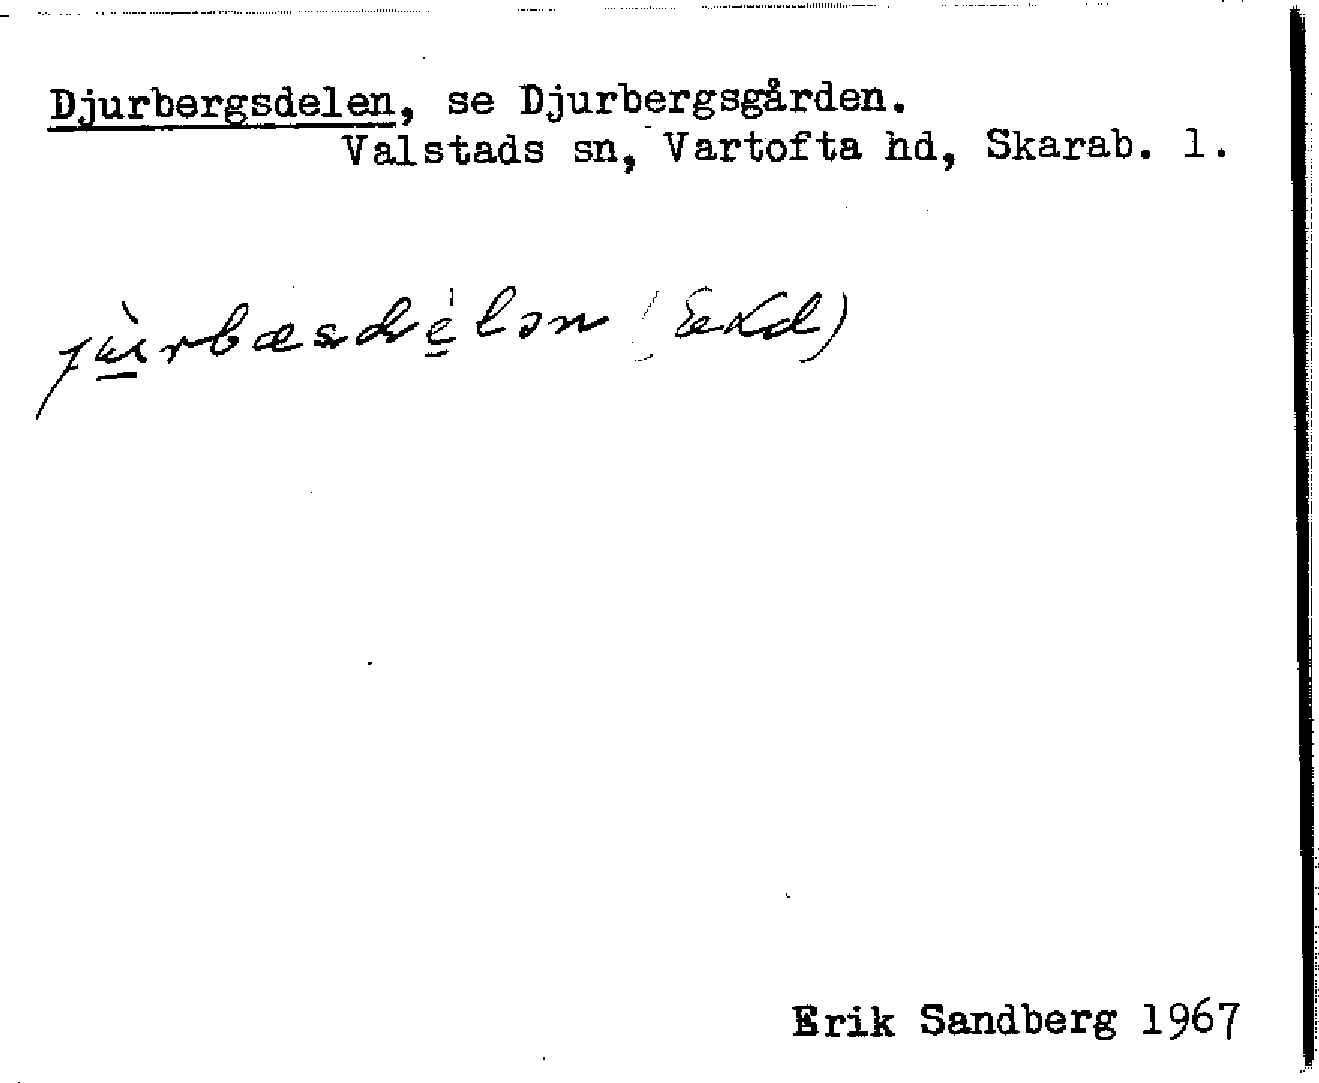 Djurbergsdelen, se Djurbergsgården.
Valstads sn, Vartofta hd, Skarab. l.
Erik Sandberg 1967